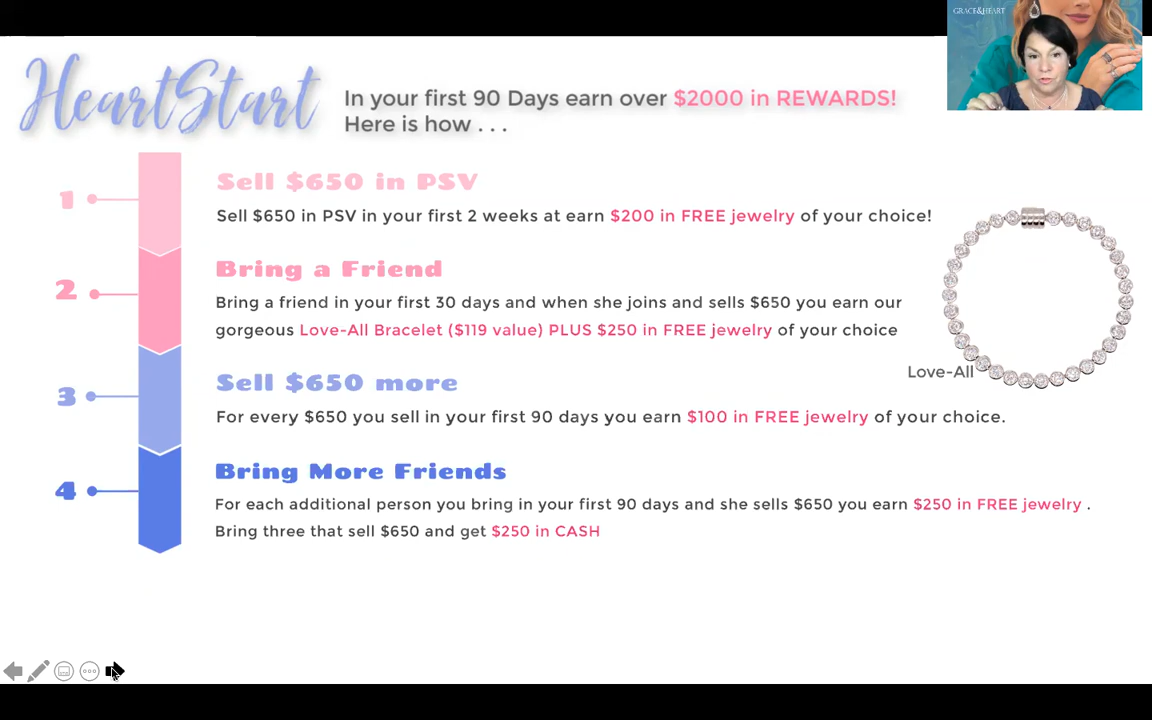 GRACE&HEART
HeartStart
In your first 90 Days earn over $2000 in REWARDS!
Here is how . . .
1
Sell $650 in PSV
Sell $650 in PSV in your first 2 weeks at earn $200 in FREE jewelry of your choice!
2
Bring a Friend
Bring a friend in your first 30 days and when she joins and sells $650 you earn our
gorgeous Love-All Bracelet ($119 value) PLUS $250 in FREE jewelry of your choice
Love-All
3
Sell $650 more
For every $650 you sell in your first 90 days you earn $100 in FREE jewelry of your choice.
4
Bring More Friends
For each additional person you bring in your first 90 days and she sells $650 you earn $250 in FREE jewelry .
Bring three that sell $650 and get $250 in CASH